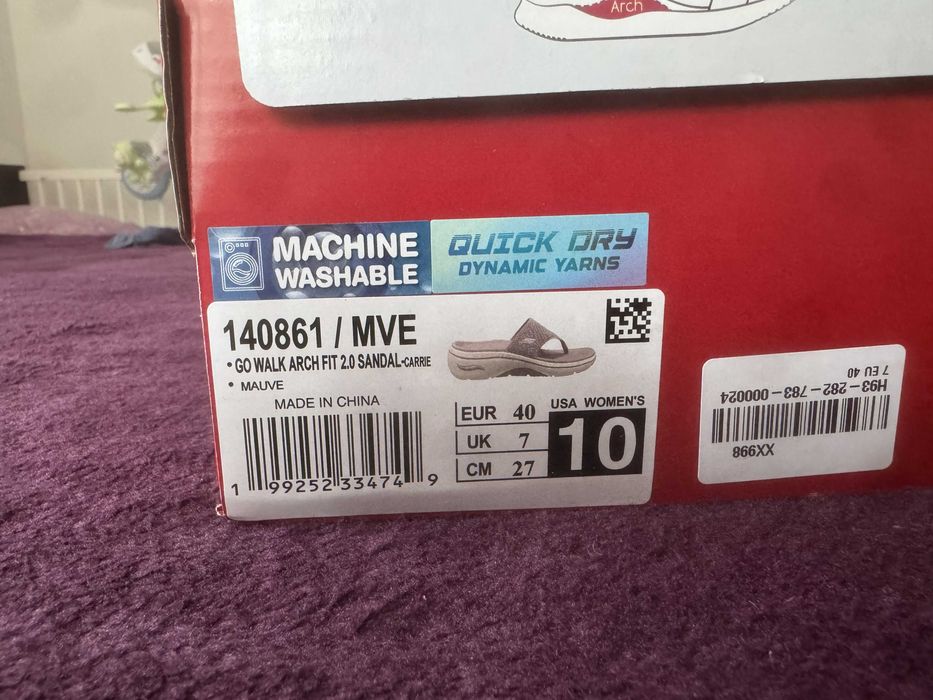 Arch
MACHINE
WASHABLE
QUICK DRY
DYNAMIC YARNS
140861 / MVE
• GO WALK ARCH FIT 2.0 SANDAL-CARRIE
• MAUVE
MADE IN CHINA
1 99252 33474 9
EUR 40
UK 7
CM 27
USA WOMEN'S
10
7 EU 40
H93-282-783-000024
XX998